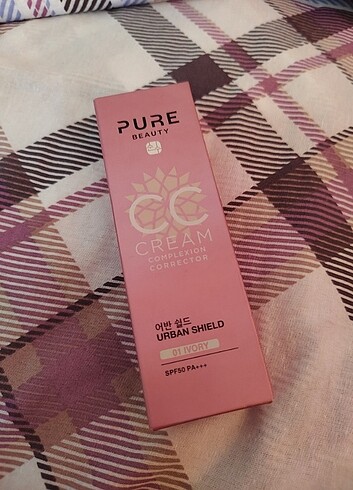 PURE
BEAUTY
CC
CREAM
COMPLEXION
CORRECTOR
어반 쉴드
URBAN SHIELD
01 IVORY
SPF50 PA+++